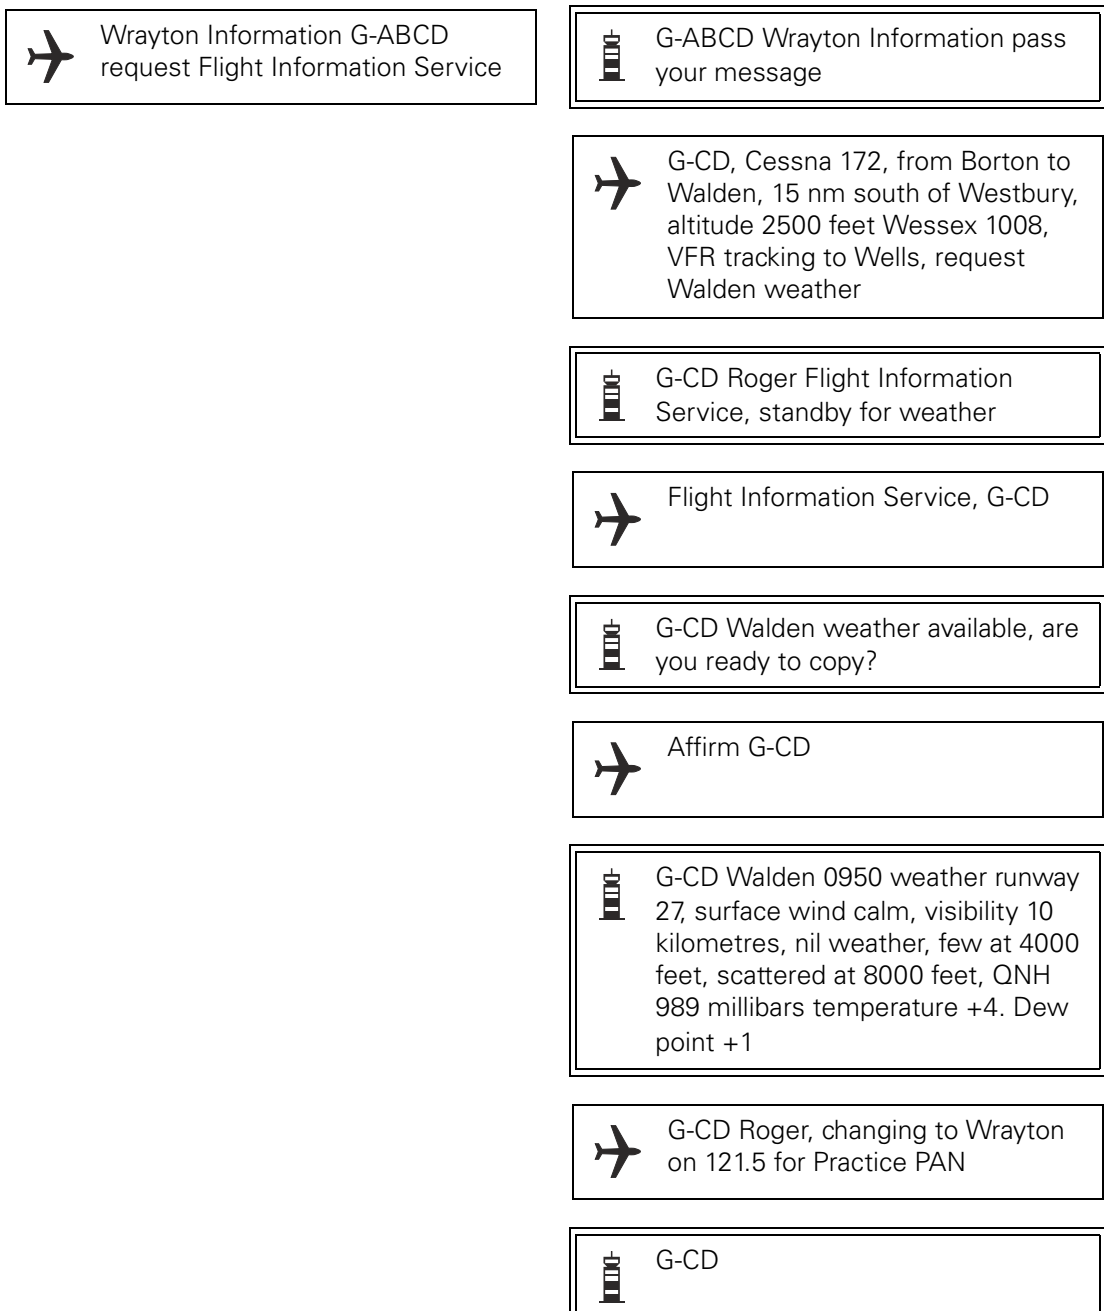 Wrayton Information G-ABCD
request Flight Information Service
G-ABCD Wrayton Information pass
your message
G-CD, Cessna 172, from Borton to
Walden, 15 nm south of Westbury,
altitude 2500 feet Wessex 1008,
VFR tracking to Wells, request
Walden weather
G-CD Roger Flight Information
Service, standby for weather
Flight Information Service, G-CD
G-CD Walden weather available, are
you ready to copy?
Affirm G-CD
G-CD Walden 0950 weather runway
27, surface wind calm, visibility 10
kilometres, nil weather, few at 4000
feet, scattered at 8000 feet, QNH
989 millibars temperature +4. Dew
point +1
G-CD Roger, changing to Wrayton
on 121.5 for Practice PAN
G-CD